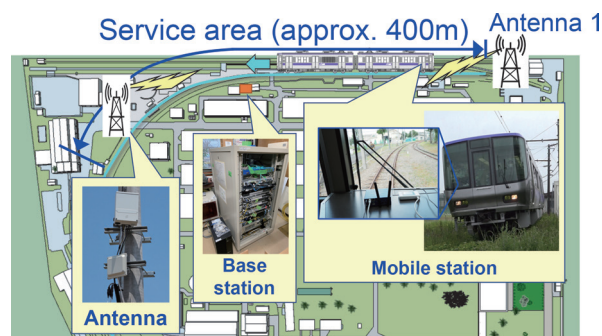 Service area (approx. 400m)
Antenna 1
Antenna
Base
station
Mobile station